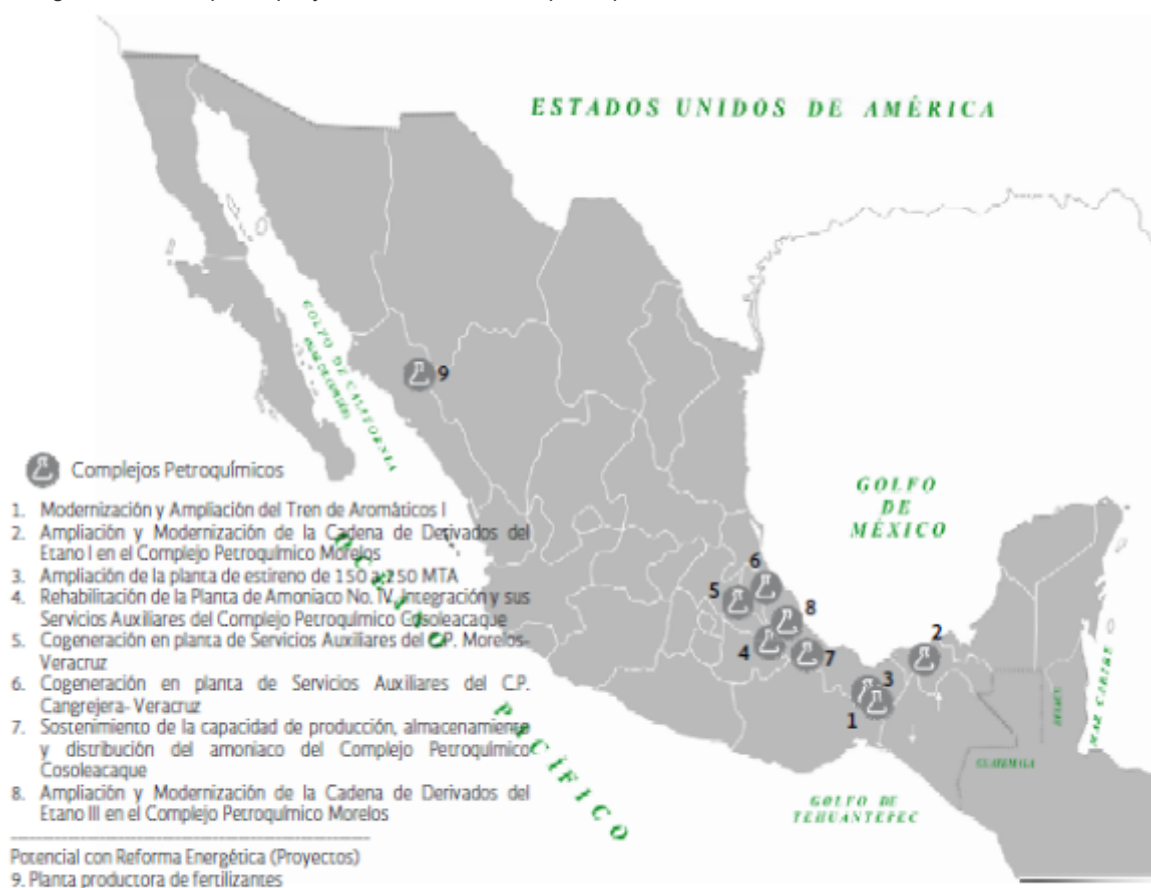 ESTADOS UNIDOS DE AMÉRICA
GOLFO DE CALIFORNIA
9
Complejos Petroquímicos
1. Modernización y Ampliación del Tren de Aromáticos I
2. Ampliación y Modernización de la Cadena de Derivados del
Etano I en el Complejo Petroquímico Morelos
3. Ampliación de la planta de estireno de 150 a 250 MTA
4. Rehabilitación de la Planta de Amoniaco No. IV, Integración y sus
Servicios Auxiliares del Complejo Petroquímico Cosoleacaque
5. Cogeneración en planta de Servicios Auxiliares del C.P. Morelos-
Veracruz
6. Cogeneración en planta de Servicios Auxiliares del C.P.
Cangrejera- Veracruz
7. Sostenimiento de la capacidad de producción, almacenamiento
y distribución del amoniaco del Complejo Petroquímico
Cosoleacaque
8. Ampliación y Modernización de la Cadena de Derivados del
Etano III en el Complejo Petroquímico Morelos
Potencial con Reforma Energética (Proyectos)
9. Planta productora de fertilizantes
OCEANO
PACÍFICO
GOLFO
DE
MÉXICO
6
5
8
4
7
2
3
1
MAR CARIBE
GUATEMALA
GOLFO DE
TEHUANTEPEC